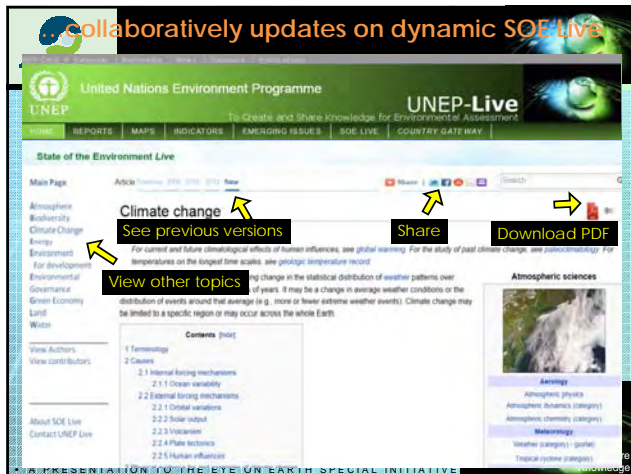 ...collaboratively updates on dynamic SOE Live
United Nations Environment Programme
UNEP
UNEP-Live
To Create and Share Knowledge for Environmental Assessment
HOME REPORTS MAPS INDICATORS EMERGING ISSUES SOE LIVE COUNTRY GATEWAY
State of the Environment Live
Main Page
Article New
Share
Search
Atmosphere
Biodiversity
Climate Change
Energy
Environment
For development
Environmental
Governance
Green Economy
Land
Water
View Authors
View contributors
About SOE Live
Contact UNEP Live
Climate change
See previous versions
Share
Download PDF
View other topics
For current and future climatological effects of human influences, see global warming. For the study of past climate change, see paleoclimatology. For
temperatures on the longest time scales, see geologic temperature record
ing change in the statistical distribution of weather patterns over
of years. It may be a change in average weather conditions or the
distribution of events around that average (e.g., more or fewer extreme weather events). Climate change may
be limited to a specific region or may occur across the whole Earth.
Contents [hide]
1 Terminology
2 Causes
2.1 Internal forcing mechanisms
2.1.1 Ocean variability
2.2 External forcing mechanisms
2.2.1 Orbital variations
2.2.2 Solar output
2.2.3 Volcanism
2.2.4 Plate tectonics
2.2.5 Human influences
Atmospheric sciences
Aerology
Atmospheric physics
Atmospheric dynamics (category)
Atmospheric chemistry (category)
Meteorology
Weather (category) - (portal)
Tropical cyclone (category)
A PRESENTATION TO THE EYE ON EARTH SPECIAL INITIATIVE
Knowledge